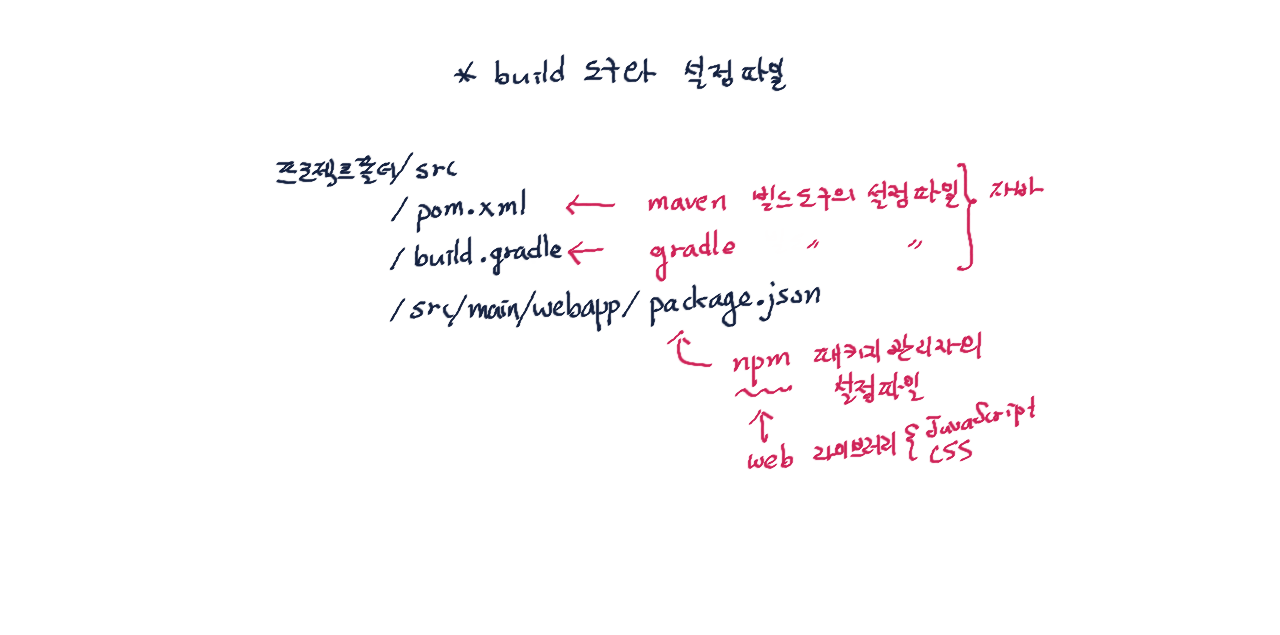 * build 도구와 설정파일
프로젝트폴더/src
/pom.xml ← maven 빌드도구의 설정파일 } 자바
/build.gradle ← gradle 〃 〃
/src/main/webapp/package.json
npm 패키지 관리자의
설정파일
web 라이브러리 { JavaScript
CSS